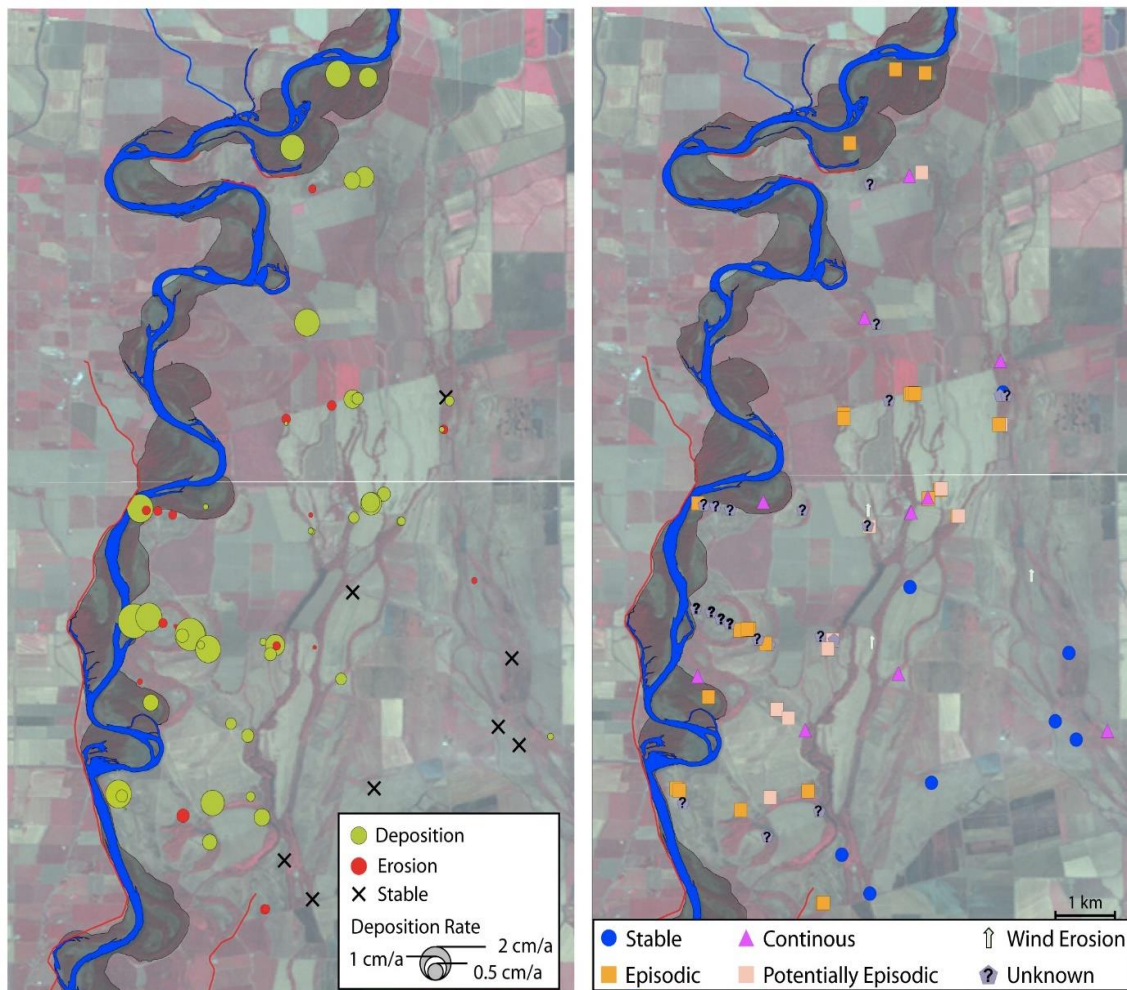 Deposition
Erosion
Stable
Deposition Rate
2 cm/a
1 cm/a
0.5 cm/a
1 km
Stable Continous Wind Erosion
Episodic Potentially Episodic ? Unknown
?
?
?
?
?
? ? ?
?
?
? ? ? ?
?
?
?
?
?